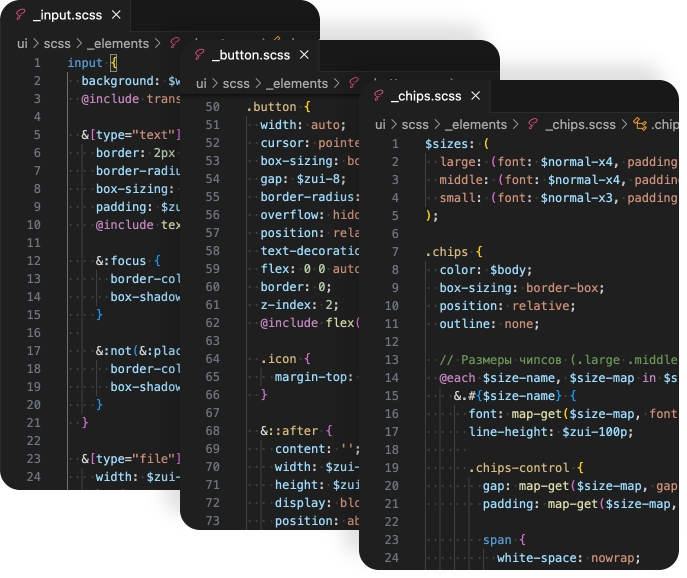 _input.scss ×
ui > scss > _elements >
1 input {
2 background: $w
3 @include trans
4
5 &[type="text"]
6 border: 2px
7 border-radiu
8 box-sizing:
9 padding: $zu
10 @include tex
11
12 &:focus {
13 border-col
14 box-shadow
15 }
16
17 &:not(&:plac
18 border-col
19 box-shadow
20 }
21 }
22
23 &[type="file"]
24 width: $zui-
_button.scss ×
ui > scss > _elements >
50 .button {
51 width: auto;
52 cursor: pointe
53 box-sizing: bo
54 gap: $zui-8;
55 border-radius:
56 overflow: hidd
57 position: rela
58 text-decoratio
59 flex: 0 0 auto
60 border: 0;
61 z-index: 2;
62 @include flex(
63
64 .icon {
65 margin-top:
66 }
67
68 &::after {
69 content: '';
70 width: $zui-
71 height: $zui
72 display: blo
73 position: ab
_chips.scss ×
ui > scss > _elements > _chips.scss > .chip
1 $sizes: (
2 large: (font: $normal-x4, padding
3 middle: (font: $normal-x4, paddin
4 small: (font: $normal-x3, padding
5 );
6
7 .chips {
8 color: $body;
9 box-sizing: border-box;
10 position: relative;
11 outline: none;
12
13 // Размеры чипсов (.large .middle
14 @each $size-name, $size-map in $s
15 &.#{$size-name} {
16 font: map-get($size-map, font
17 line-height: $zui-100p;
18
19 .chips-control {
20 gap: map-get($size-map, gap
21 padding: map-get($size-map,
22
23 span {
24 white-space: nowrap;